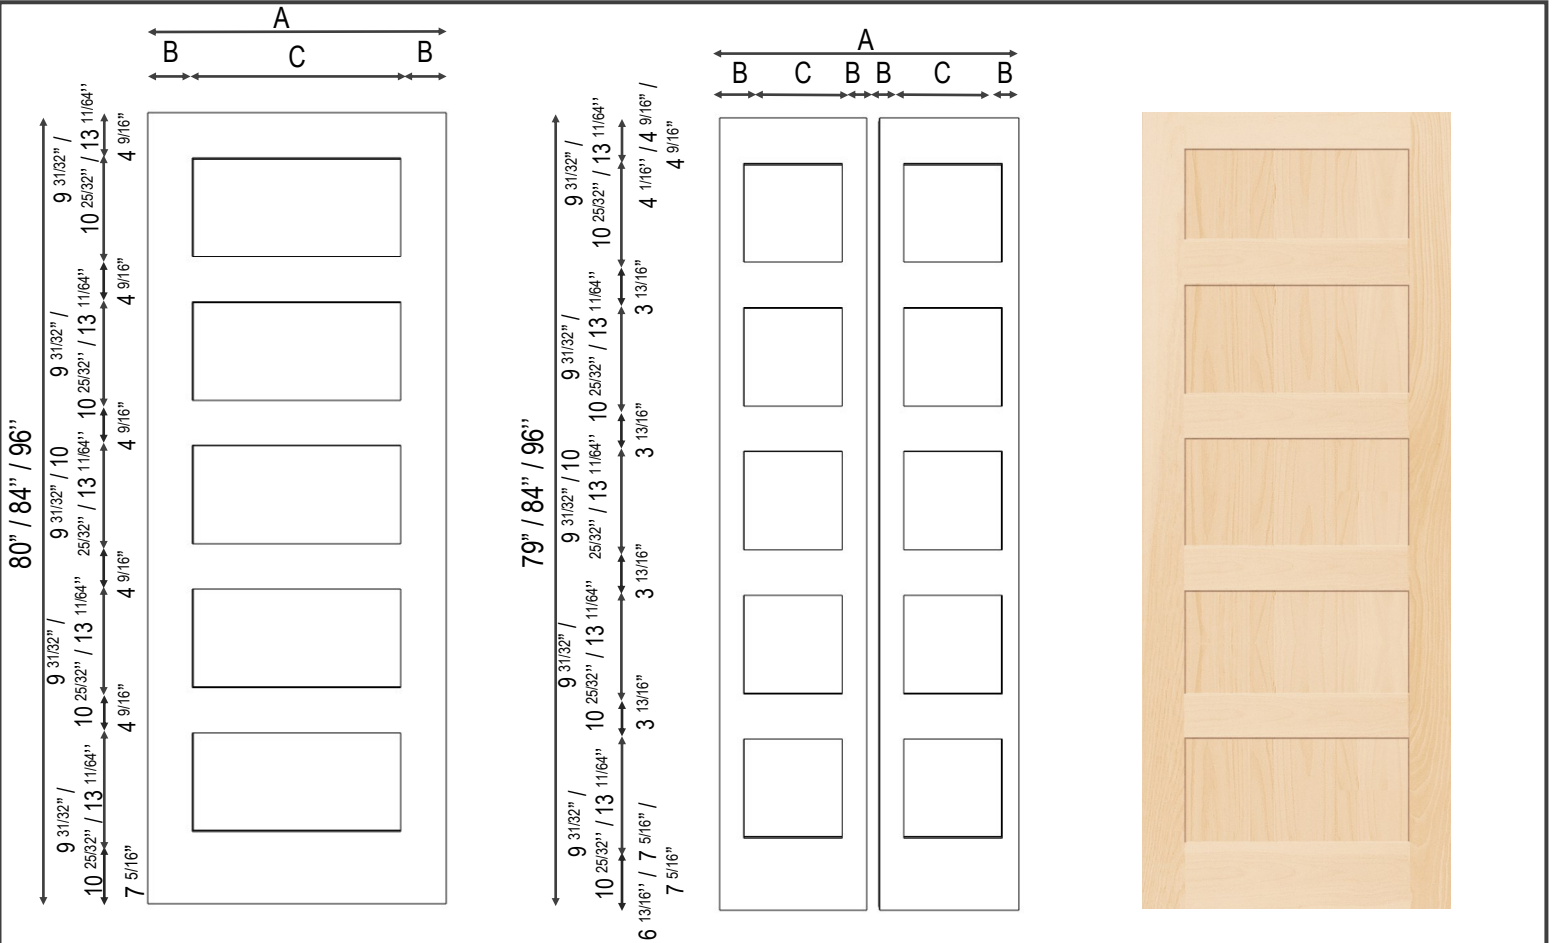 A
B
C
B
80” / 84” / 96”
9 31/32” /
10 25/32’’ / 13 11/64’’
4 9/16”
9 31/32” /
10 25/32’’ / 13 11/64’’
4 9/16”
9 31/32” / 10
25/32’’ / 13 11/64’’
4 9/16”
9 31/32” /
10 25/32’’ / 13 11/64’’
4 9/16”
9 31/32” /
10 25/32’’ / 13 11/64’’
4 9/16”
7 5/16”
A
B
C
B
B
C
B
79” / 84” / 96”
9 31/32” /
10 25/32’’ / 13 11/64’’
4 1/16’’ / 4 9/16” /
4 9/16”
9 31/32” /
10 25/32’’ / 13 11/64’’
3 13/16”
9 31/32” / 10
25/32’’ / 13 11/64’’
3 13/16”
9 31/32” /
10 25/32’’ / 13 11/64’’
3 13/16”
9 31/32” /
10 25/32’’ / 13 11/64’’
3 13/16”
6 13/16’’ / 7 5/16” /
7 5/16”